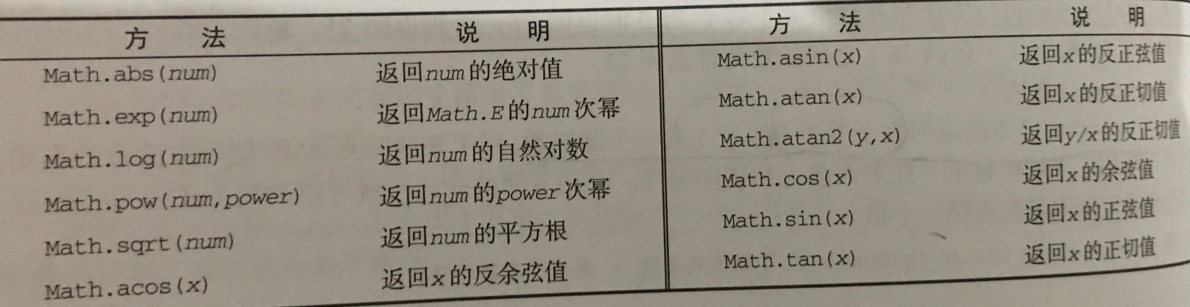 方 法 说 明
Math.abs(num) 返回num的绝对值
Math.exp(num) 返回Math.E的num次幂
Math.log(num) 返回num的自然对数
Math.pow(num,power) 返回num的power次幂
Math.sqrt(num) 返回num的平方根
Math.acos(x) 返回x的反余弦值
方 法 说 明
Math.asin(x) 返回x的反正弦值
Math.atan(x) 返回x的反正切值
Math.atan2(y,x) 返回y/x的反正切值
Math.cos(x) 返回x的余弦值
Math.sin(x) 返回x的正弦值
Math.tan(x) 返回x的正切值